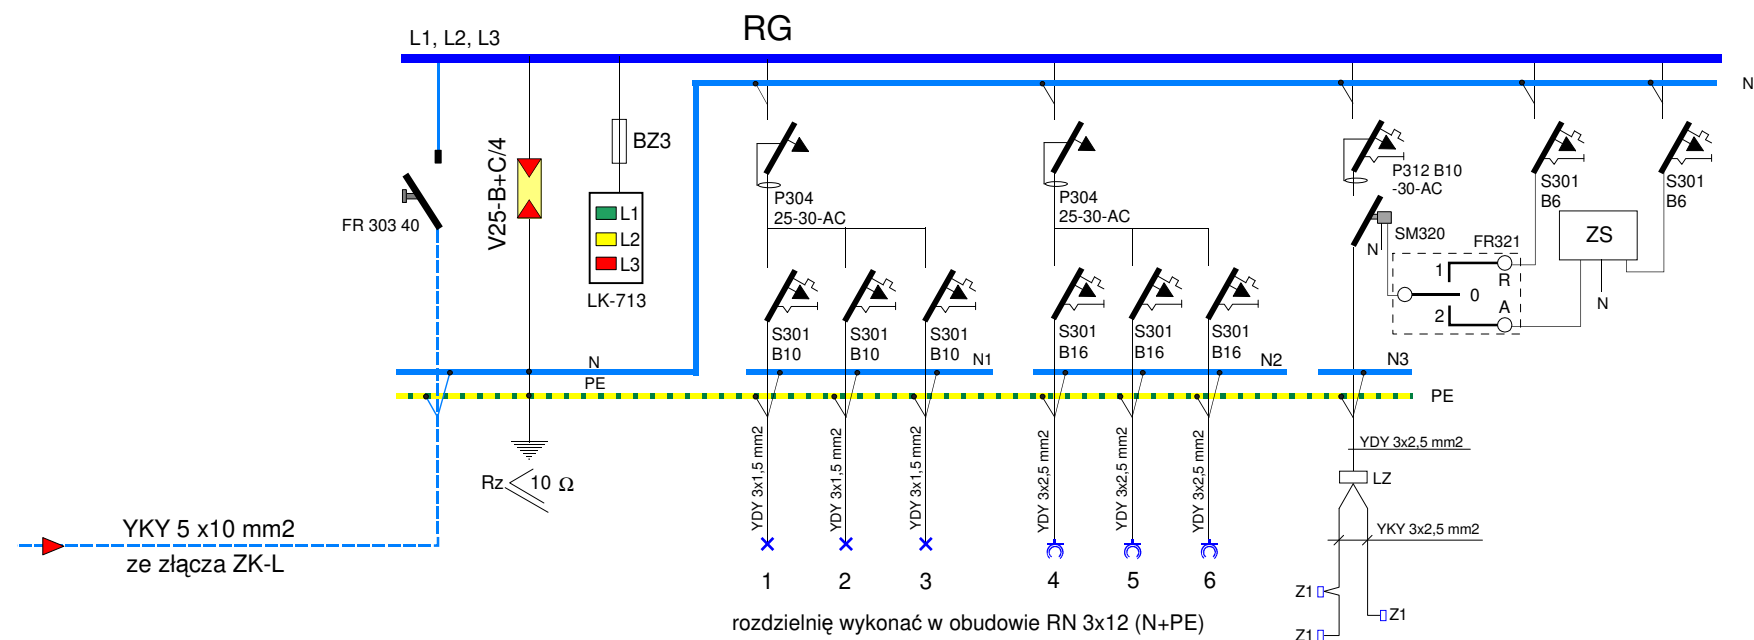 RG
L1, L2, L3
N
V25-B+C/4
BZ3
FR 303 40
L1
L2
L3
LK-713
P304
25-30-AC
P304
25-30-AC
P312 B10
-30-AC
S301
B6
S301
B6
SM320
N
FR321
ZS
1
R
0
2
A
N
S301
B10
S301
B10
S301
B10
S301
B16
S301
B16
S301
B16
N
N1
N2
N3
PE
PE
YDY 3x1,5 mm2
YDY 3x1,5 mm2
YDY 3x1,5 mm2
YDY 3x2,5 mm2
YDY 3x2,5 mm2
YDY 3x2,5 mm2
YDY 3x2,5 mm2
Rz < 10 Ω
LZ
YKY 3x2,5 mm2
YKY 5 x10 mm2
ze złącza ZK-L
1
2
3
4
5
6
Z1
Z1
Z1
rozdzielnię wykonać w obudowie RN 3x12 (N+PE)